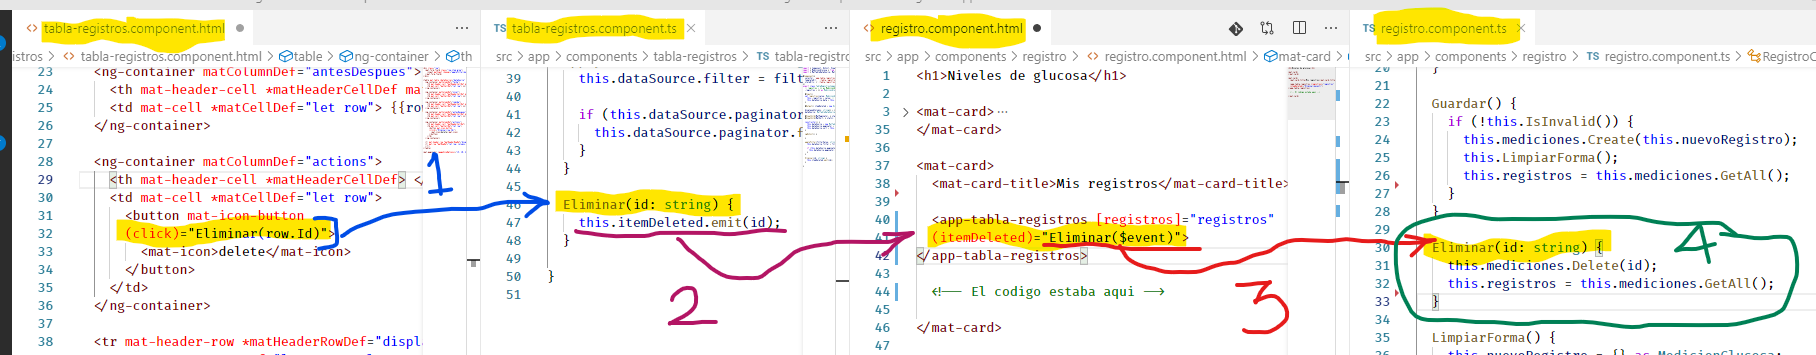 tabla-registros.component.html
istros > tabla-registros.component.html > table > ng-container > th
23 <ng-container matColumnDef="antesDespues">
24 <th mat-header-cell *matHeaderCellDef ma
25 <td mat-cell *matCellDef="let row"> {{ro
26 </ng-container>
27
28 <ng-container matColumnDef="actions">
29 <th mat-header-cell *matHeaderCellDef> <
30 <td mat-cell *matCellDef="let row">
31 <button mat-icon-button
32 (click)="Eliminar(row.Id)">
33 <mat-icon>delete</mat-icon>
34 </button>
35 </td>
36 </ng-container>
37
38 <tr mat-header-row *matHeaderRowDef="displ
1
TS tabla-registros.component.ts
src > app > components > tabla-registros > TS tabla-regist
39 this.dataSource.filter = filt
40
41 if (this.dataSource.paginator
42 this.dataSource.paginator.f
43 }
44 }
45
46 Eliminar(id: string) {
47 this.itemDeleted.emit(id);
48 }
49
50 }
51
2
registro.component.html
src > app > components > registro > registro.component.html > mat-card >
1 <h1>Niveles de glucosa</h1>
2
3 <mat-card>…
35 </mat-card>
36
37 <mat-card>
38 <mat-card-title>Mis registros</mat-card-title>
39
40 <app-tabla-registros [registros]="registros"
41 (itemDeleted)="Eliminar($event)">
42 </app-tabla-registros>
43
44 <!-- El codigo estaba aqui -->
45
46 </mat-card>
47
3
TS registro.component.ts
src > app > components > registro > TS registro.component.ts > RegistroC
20 }
21
22 Guardar() {
23 if (!this.IsInvalid()) {
24 this.mediciones.Create(this.nuevoRegistro);
25 this.LimpiarForma();
26 this.registros = this.mediciones.GetAll();
27 }
28 }
29
30 Eliminar(id: string) {
31 this.mediciones.Delete(id);
32 this.registros = this.mediciones.GetAll();
33 }
34
35 LimpiarForma() {
36 this.nuevoRegistro = {} as MedicionGlucosa;
4